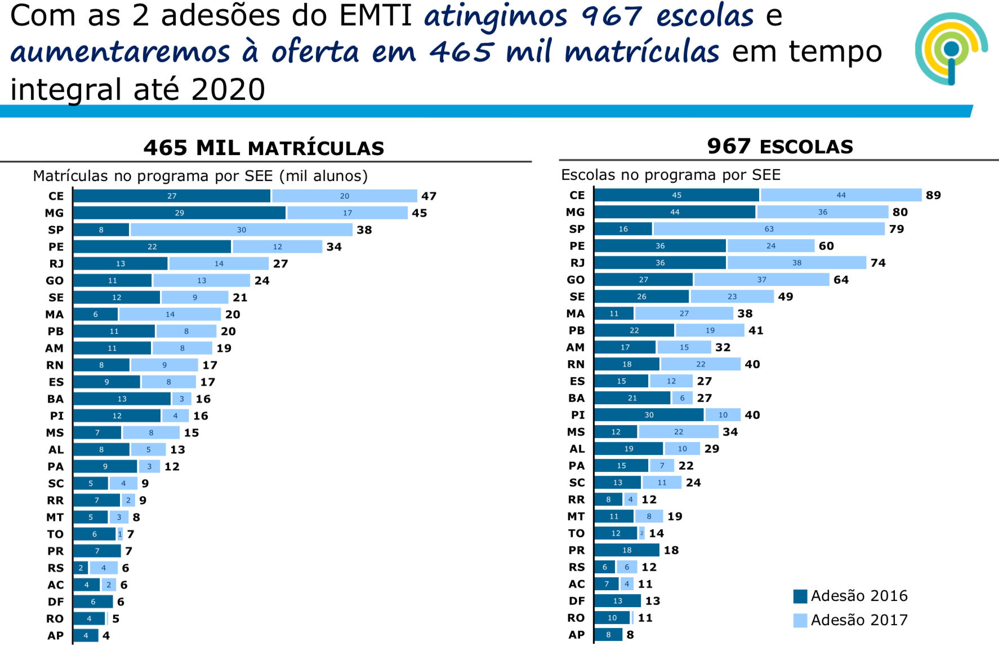 Com as 2 adesões do EMTI atingimos 967 escolas e
aumentaremos à oferta em 465 mil matrículas em tempo
integral até 2020
465 MIL MATRÍCULAS
Matrículas no programa por SEE (mil alunos)
CE 27 20 47
MG 29 17 45
SP 8 30 38
PE 22 12 34
RJ 13 14 27
GO 11 13 24
SE 12 9 21
MA 6 14 20
PB 11 8 20
AM 11 8 19
RN 8 9 17
ES 9 8 17
BA 13 3 16
PI 12 4 16
MS 7 8 15
AL 8 5 13
PA 9 3 12
SC 5 4 9
RR 7 2 9
MT 5 3 8
TO 6 1 7
PR 7 7
RS 2 4 6
AC 4 2 6
DF 6 6
RO 4 5
AP 4 4
967 ESCOLAS
Escolas no programa por SEE
CE 45 44 89
MG 44 36 80
SP 16 63 79
PE 36 24 60
RJ 36 38 74
GO 27 37 64
SE 26 23 49
MA 11 27 38
PB 22 19 41
AM 17 15 32
RN 18 22 40
ES 15 12 27
BA 21 6 27
PI 30 10 40
MS 12 22 34
AL 19 10 29
PA 15 7 22
SC 13 11 24
RR 8 4 12
MT 11 8 19
TO 12 2 14
PR 18 18
RS 6 6 12
AC 7 4 11
DF 13 13
RO 10 11
AP 8 8
Adesão 2016
Adesão 2017